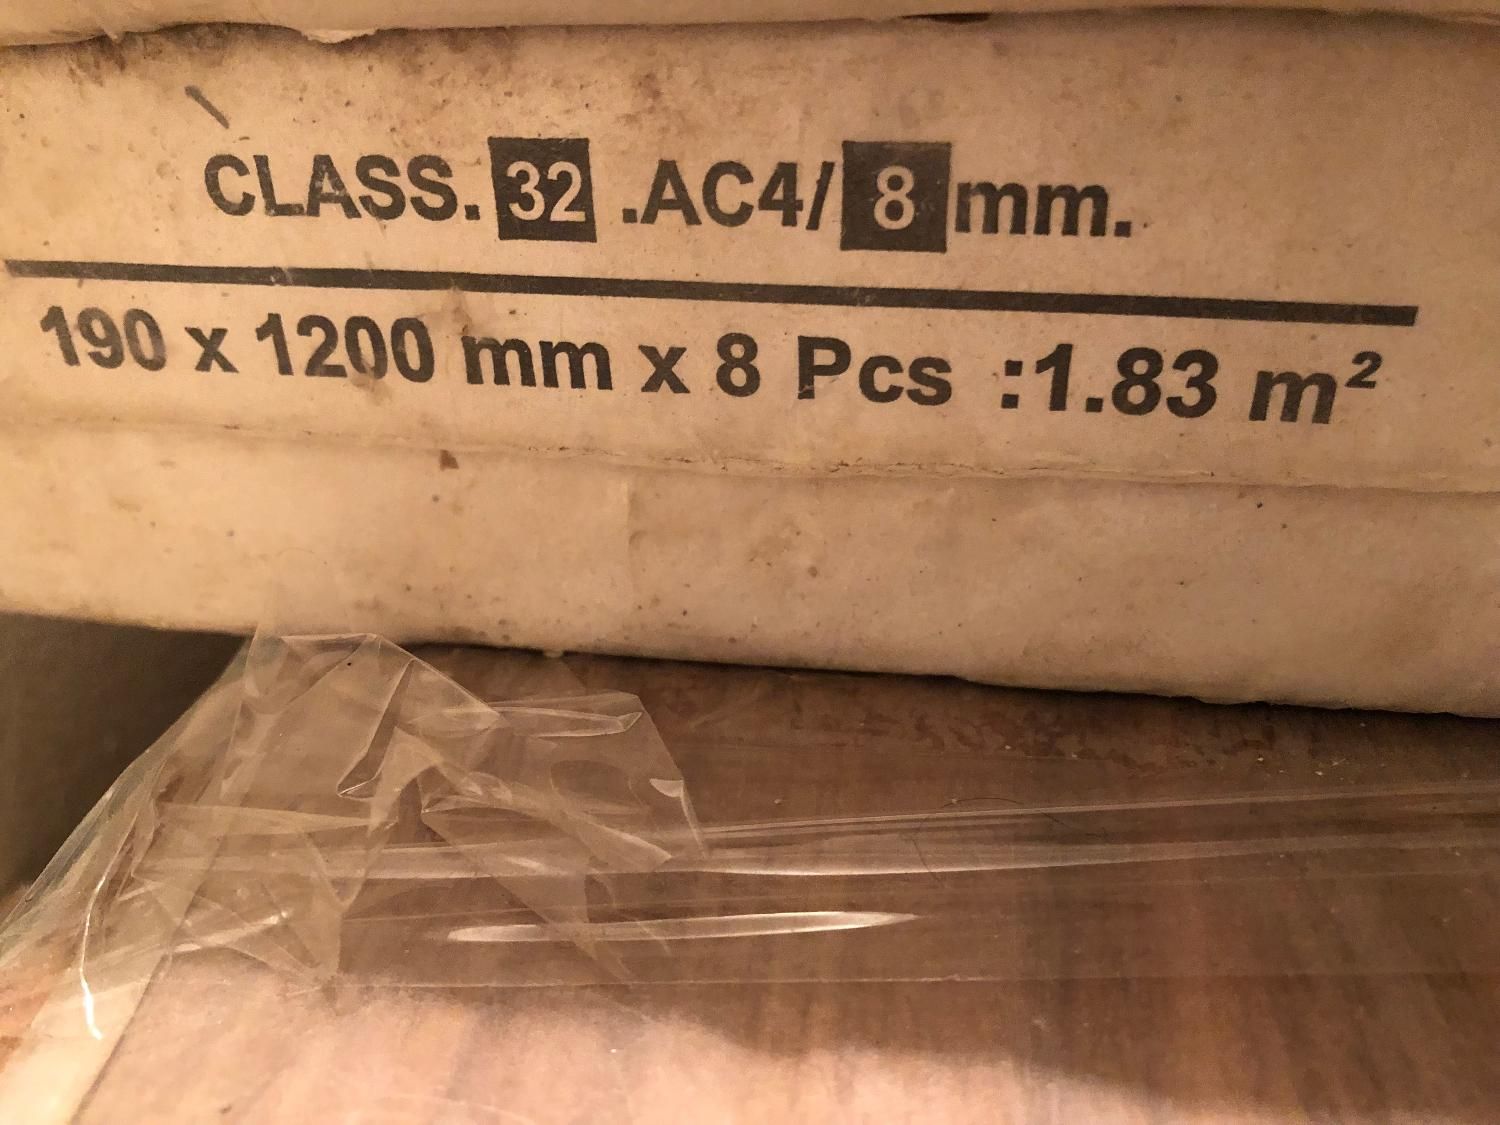 CLASS. 32 .AC4/ 8 mm.
190 x 1200 mm x 8 Pcs :1.83 m²